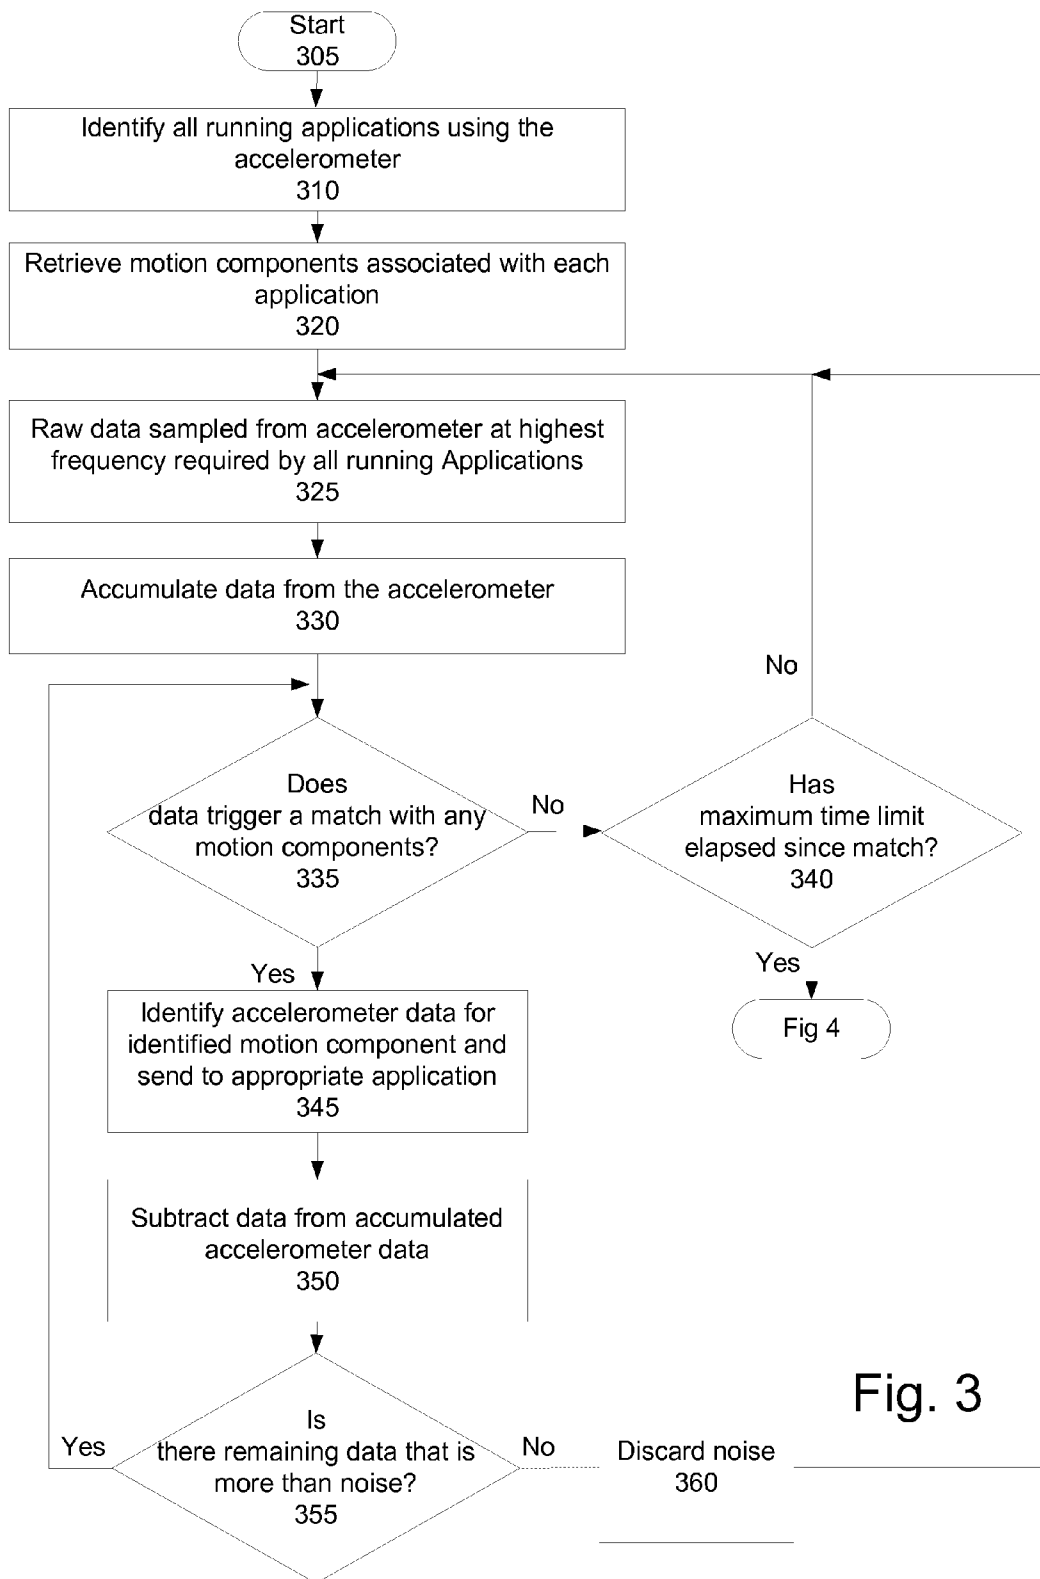 Start
305
Identify all running applications using the
accelerometer
310
Retrieve motion components associated with each
application
320
Raw data sampled from accelerometer at highest
frequency required by all running Applications
325
Accumulate data from the accelerometer
330
No
Does
data trigger a match with any
motion components?
335
No
Has
maximum time limit
elapsed since match?
340
Yes
Yes
Identify accelerometer data for
identified motion component and
send to appropriate application
345
Fig 4
Subtract data from accumulated
accelerometer data
350
Fig. 3
Is
there remaining data that is
more than noise?
355
Yes
No
Discard noise
360